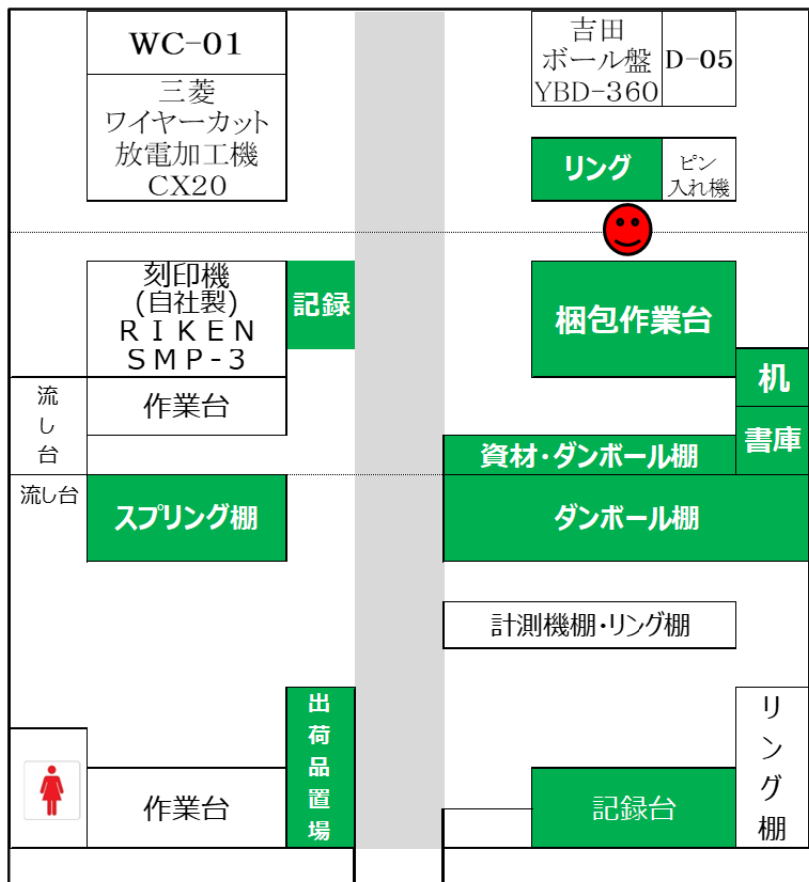 WC-01
三菱
ワイヤーカット
放電加工機
CX20
吉田
ボール盤
YBD-360
D-05
リング
ピン
入れ機
刻印機
(自社製)
ＲＩＫＥＮ
ＳＭＰ-３
記録
梱包作業台
流し台
作業台
机
書庫
資材・ダンボール棚
流し台
スプリング棚
ダンボール棚
計測機棚・リング棚
出荷品置場
リング棚
作業台
記録台